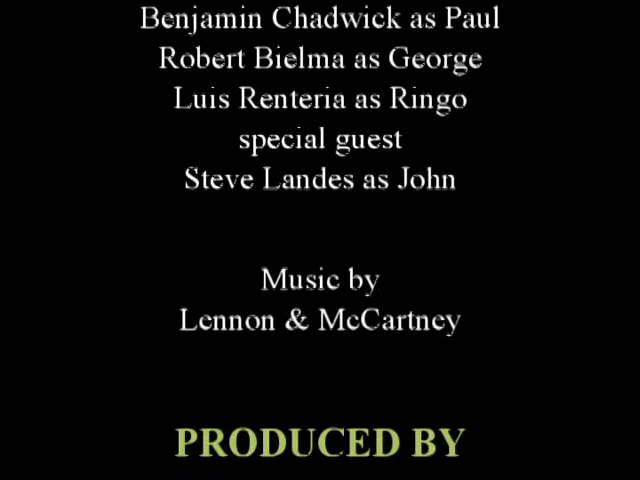 Benjamin Chadwick as Paul
Robert Bielma as George
Luis Renteria as Ringo
special guest
Steve Landes as John
Music by
Lennon & McCartney
PRODUCED BY